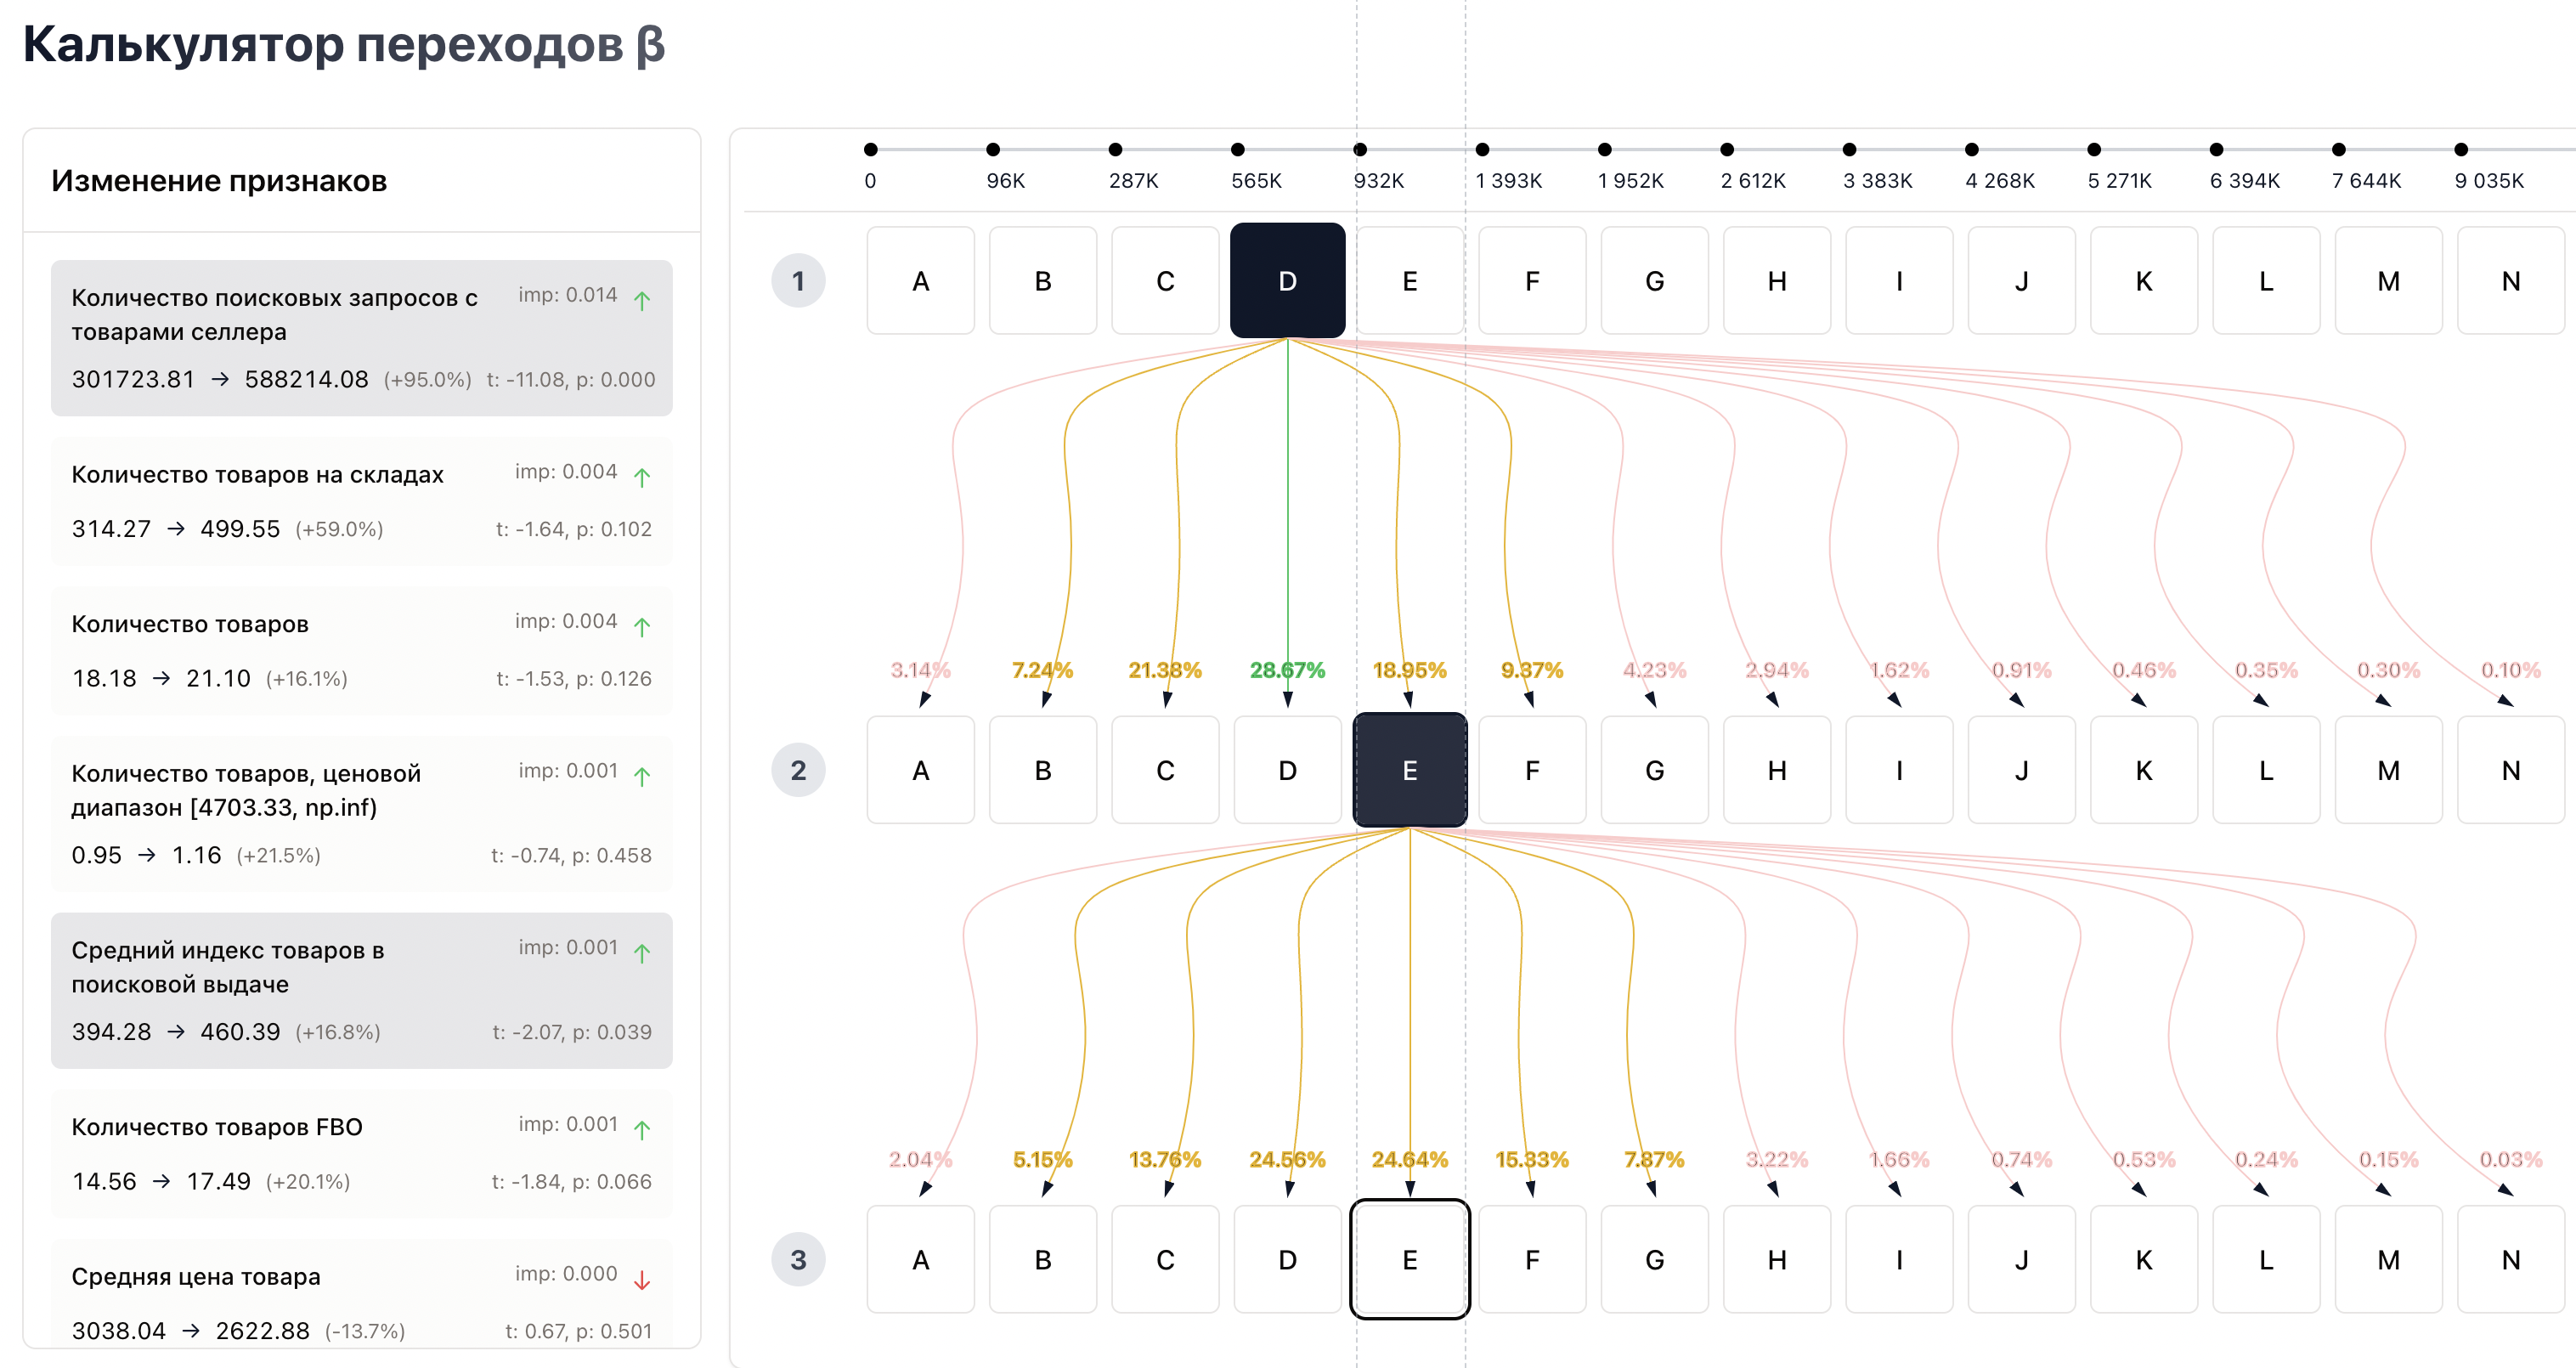 Калькулятор переходов β
Изменение признаков
Количество поисковых запросов с
товарами селлера
imp: 0.014 ↑
301723.81 → 588214.08 (+95.0%) t: -11.08, p: 0.000
Количество товаров на складах imp: 0.004 ↑
314.27 → 499.55 (+59.0%) t: -1.64, p: 0.102
Количество товаров imp: 0.004 ↑
18.18 → 21.10 (+16.1%) t: -1.53, p: 0.126
Количество товаров, ценовой
диапазон [4703.33, np.inf)
imp: 0.001 ↑
0.95 → 1.16 (+21.5%) t: -0.74, p: 0.458
Средний индекс товаров в
поисковой выдаче
imp: 0.001 ↑
394.28 → 460.39 (+16.8%) t: -2.07, p: 0.039
Количество товаров FBO imp: 0.001 ↑
14.56 → 17.49 (+20.1%) t: -1.84, p: 0.066
Средняя цена товара imp: 0.000 ↓
3038.04 → 2622.88 (-13.7%) t: 0.67, p: 0.501
0 96K 287K 565K 932K 1 393K 1 952K 2 612K 3 383K 4 268K 5 271K 6 394K 7 644K 9 035K
1 A B C D E F G H I J K L M N
3.14% 7.24% 21.38% 28.67% 18.95% 9.37% 4.23% 2.94% 1.62% 0.91% 0.46% 0.35% 0.30% 0.10%
2 A B C D E F G H I J K L M N
2.04% 5.15% 13.76% 24.56% 24.64% 15.33% 7.87% 3.22% 1.66% 0.74% 0.53% 0.24% 0.15% 0.03%
3 A B C D E F G H I J K L M N